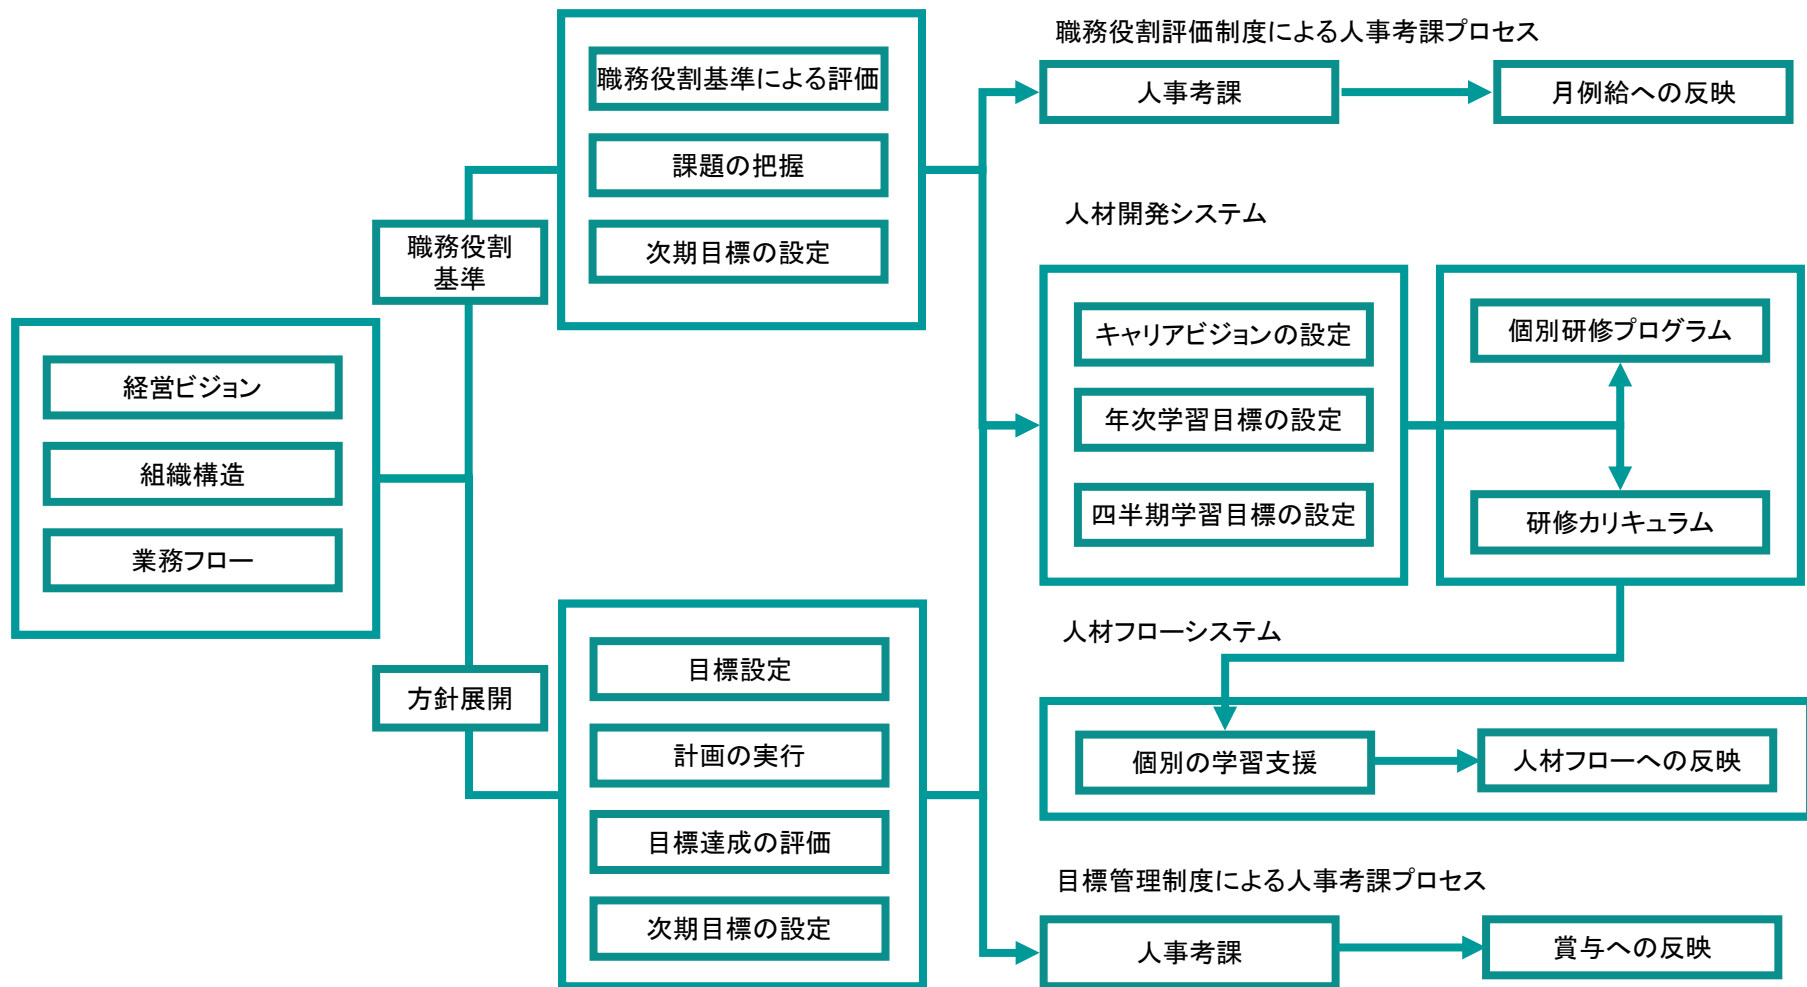 経営ビジョン
組織構造
業務フロー
職務役割
基準
方針展開
職務役割基準による評価
課題の把握
次期目標の設定
目標設定
計画の実行
目標達成の評価
次期目標の設定
職務役割評価制度による人事考課プロセス
人事考課
月例給への反映
人材開発システム
キャリアビジョンの設定
年次学習目標の設定
四半期学習目標の設定
個別研修プログラム
研修カリキュラム
人材フローシステム
個別の学習支援
人材フローへの反映
目標管理制度による人事考課プロセス
人事考課
賞与への反映